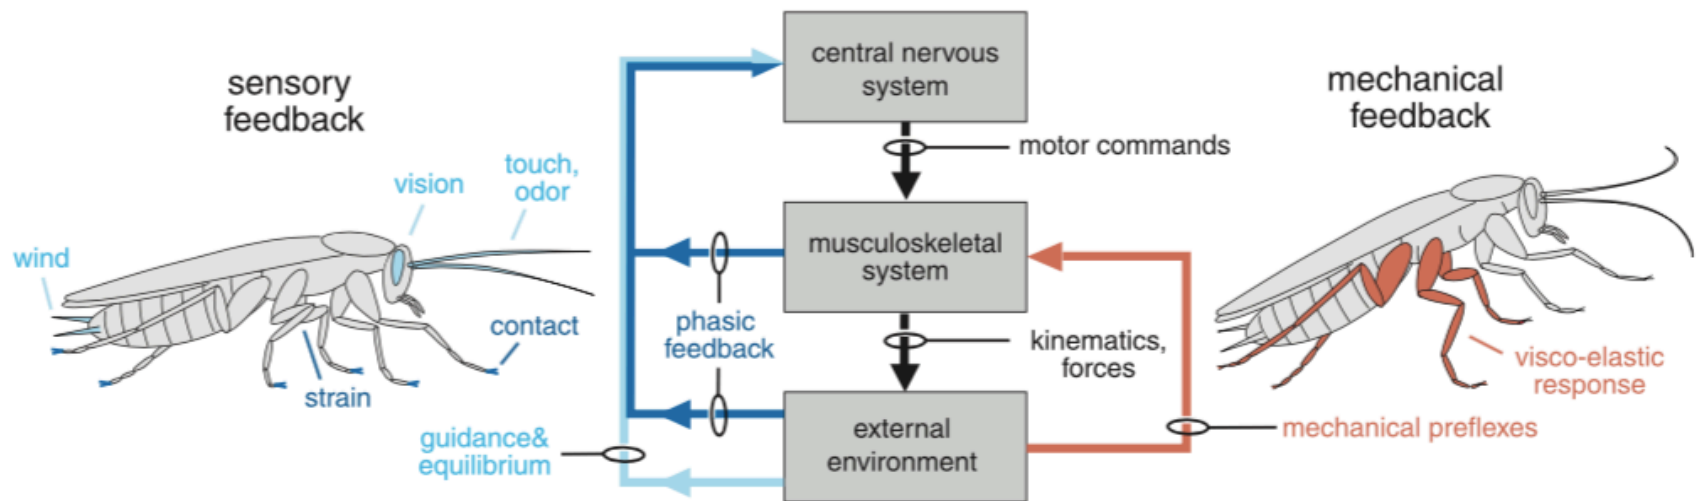 sensory
feedback
wind
vision
touch,
odor
contact
strain
central nervous
system
motor commands
musculoskeletal
system
phasic
feedback
kinematics,
forces
guidance&
equilibrium
external
environment
mechanical
feedback
visco-elastic
response
mechanical preflexes